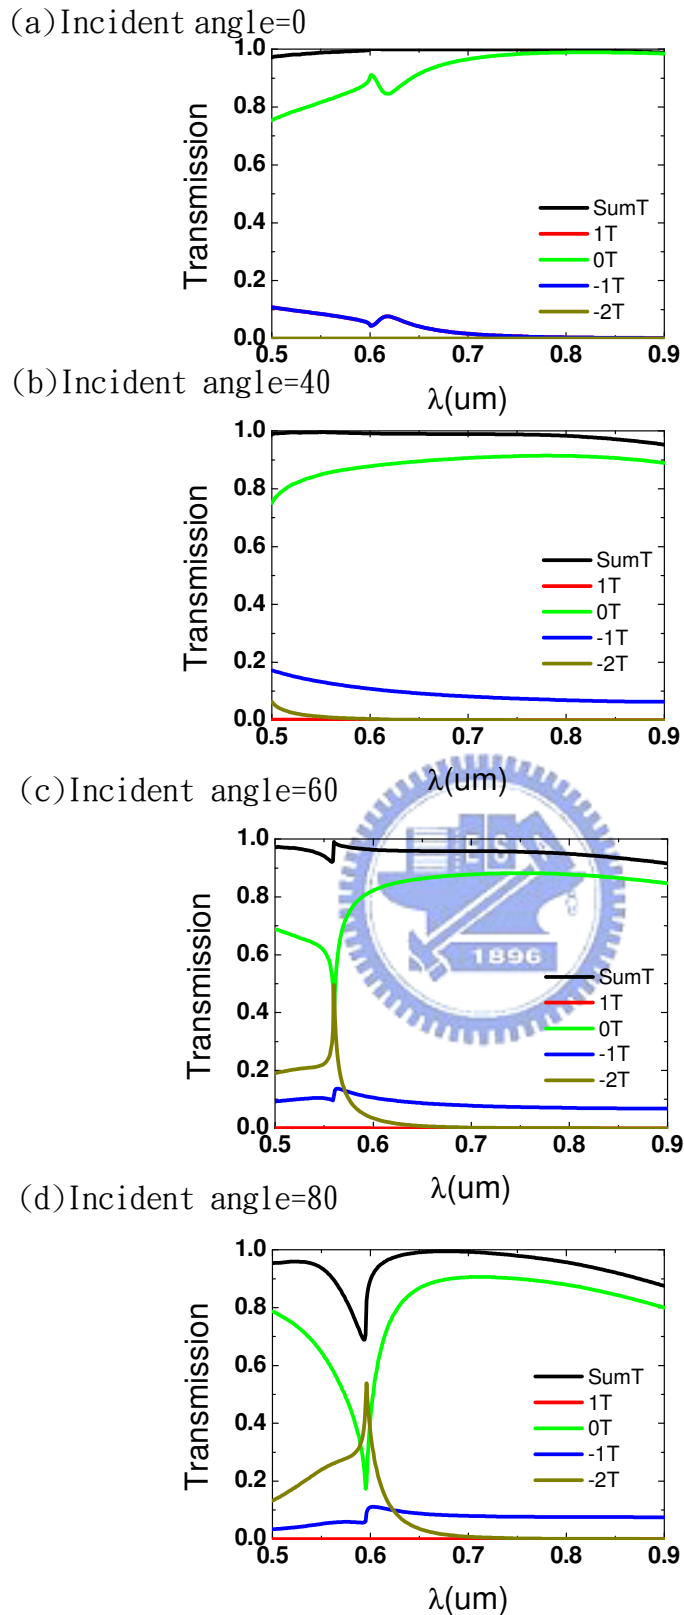 (a)Incident angle=0
1.0
0.8
0.6
0.4
0.2
0.0
Transmission
SumT
1T
0T
-1T
-2T
0.5 0.6 0.7 0.8 0.9
λ(um)
(b)Incident angle=40
1.0
0.8
0.6
0.4
0.2
0.0
Transmission
SumT
1T
0T
-1T
-2T
0.5 0.6 0.7 0.8 0.9
λ(um)
(c)Incident angle=60
1.0
0.8
0.6
0.4
0.2
0.0
Transmission
1896
SumT
1T
0T
-1T
-2T
0.5 0.6 0.7 0.8 0.9
λ(um)
(d)Incident angle=80
1.0
0.8
0.6
0.4
0.2
0.0
Transmission
SumT
1T
0T
-1T
-2T
0.5 0.6 0.7 0.8 0.9
λ(um)